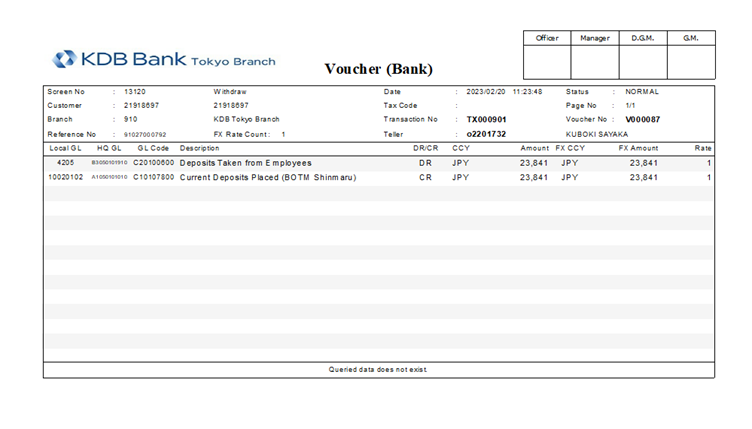 Officer Manager D.G.M. G.M.
KDB Bank Tokyo Branch
Voucher (Bank)
Screen No : 13120 Withdraw Date : 2023/02/20 11:23:48 Status : NORMAL
Customer : 21918697 21918697 Tax Code : Page No : 1/1
Branch : 910 KDB Tokyo Branch Transaction No : TX000901 Voucher No : V000087
Reference No : 91027000792 FX Rate Count : 1 Teller : o2201732 KUBOKI SAYAKA
Local GL HQ GL GL Code Description DR/CR CCY Amount FX CCY FX Amount Rate
4205 B3050101910 C20100600 Deposits Taken from Employees DR JPY 23,841 JPY 23,841 1
10020102 A1050101010 C10107800 Current Deposits Placed (BOTM Shinmaru) CR JPY 23,841 JPY 23,841 1
Queried data does not exist.